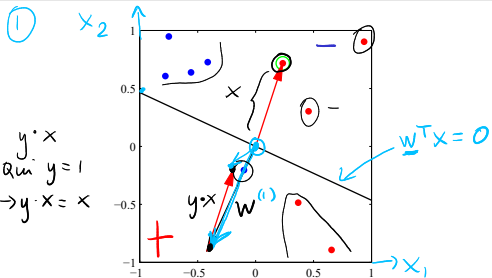 ① x₂
1
0.5
0
−0.5
−1
−1 −0.5 0 0.5 1
x₁
x
−
−
wᵀx = 0
y·x
Qui y=1
→y·x = x
y·x w⁽¹⁾
+